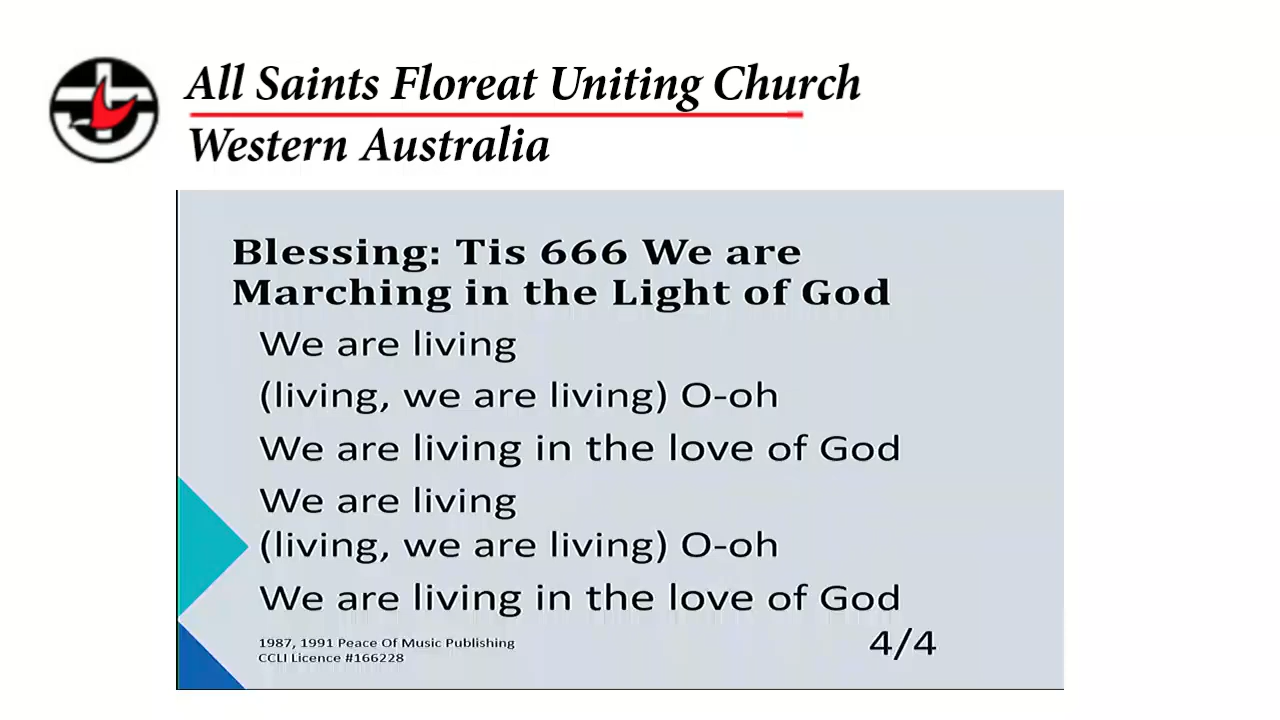 All Saints Floreat Uniting Church
Western Australia
Blessing: Tis 666 We are
Marching in the Light of God
We are living
(living, we are living) O-oh
We are living in the love of God
We are living
(living, we are living) O-oh
We are living in the love of God
1987, 1991 Peace Of Music Publishing
CCLI Licence #166228
4/4